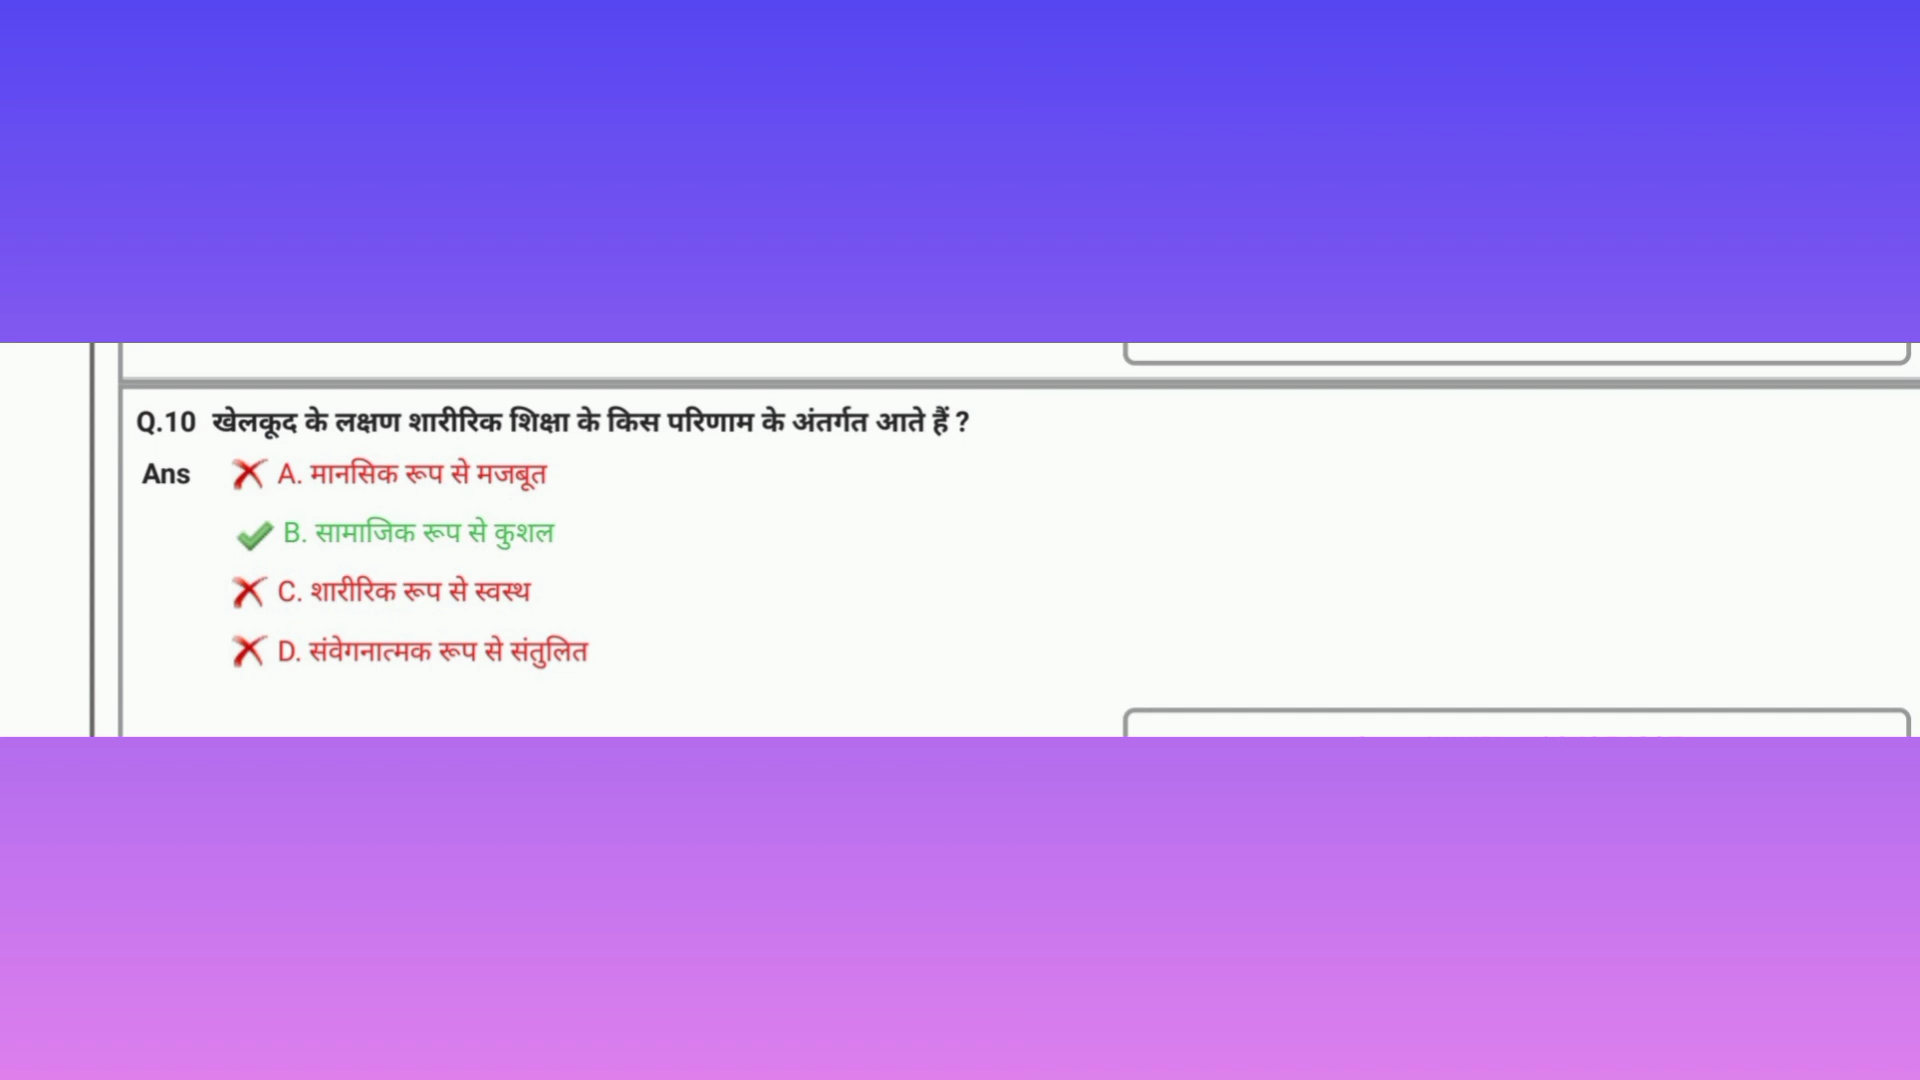 Q.10 खेलकूद के लक्षण शारीरिक शिक्षा के किस परिणाम के अंतर्गत आते हैं ?
Ans A. मानसिक रूप से मजबूत
B. सामाजिक रूप से कुशल
C. शारीरिक रूप से स्वस्थ
D. संवेगनात्मक रूप से संतुलित